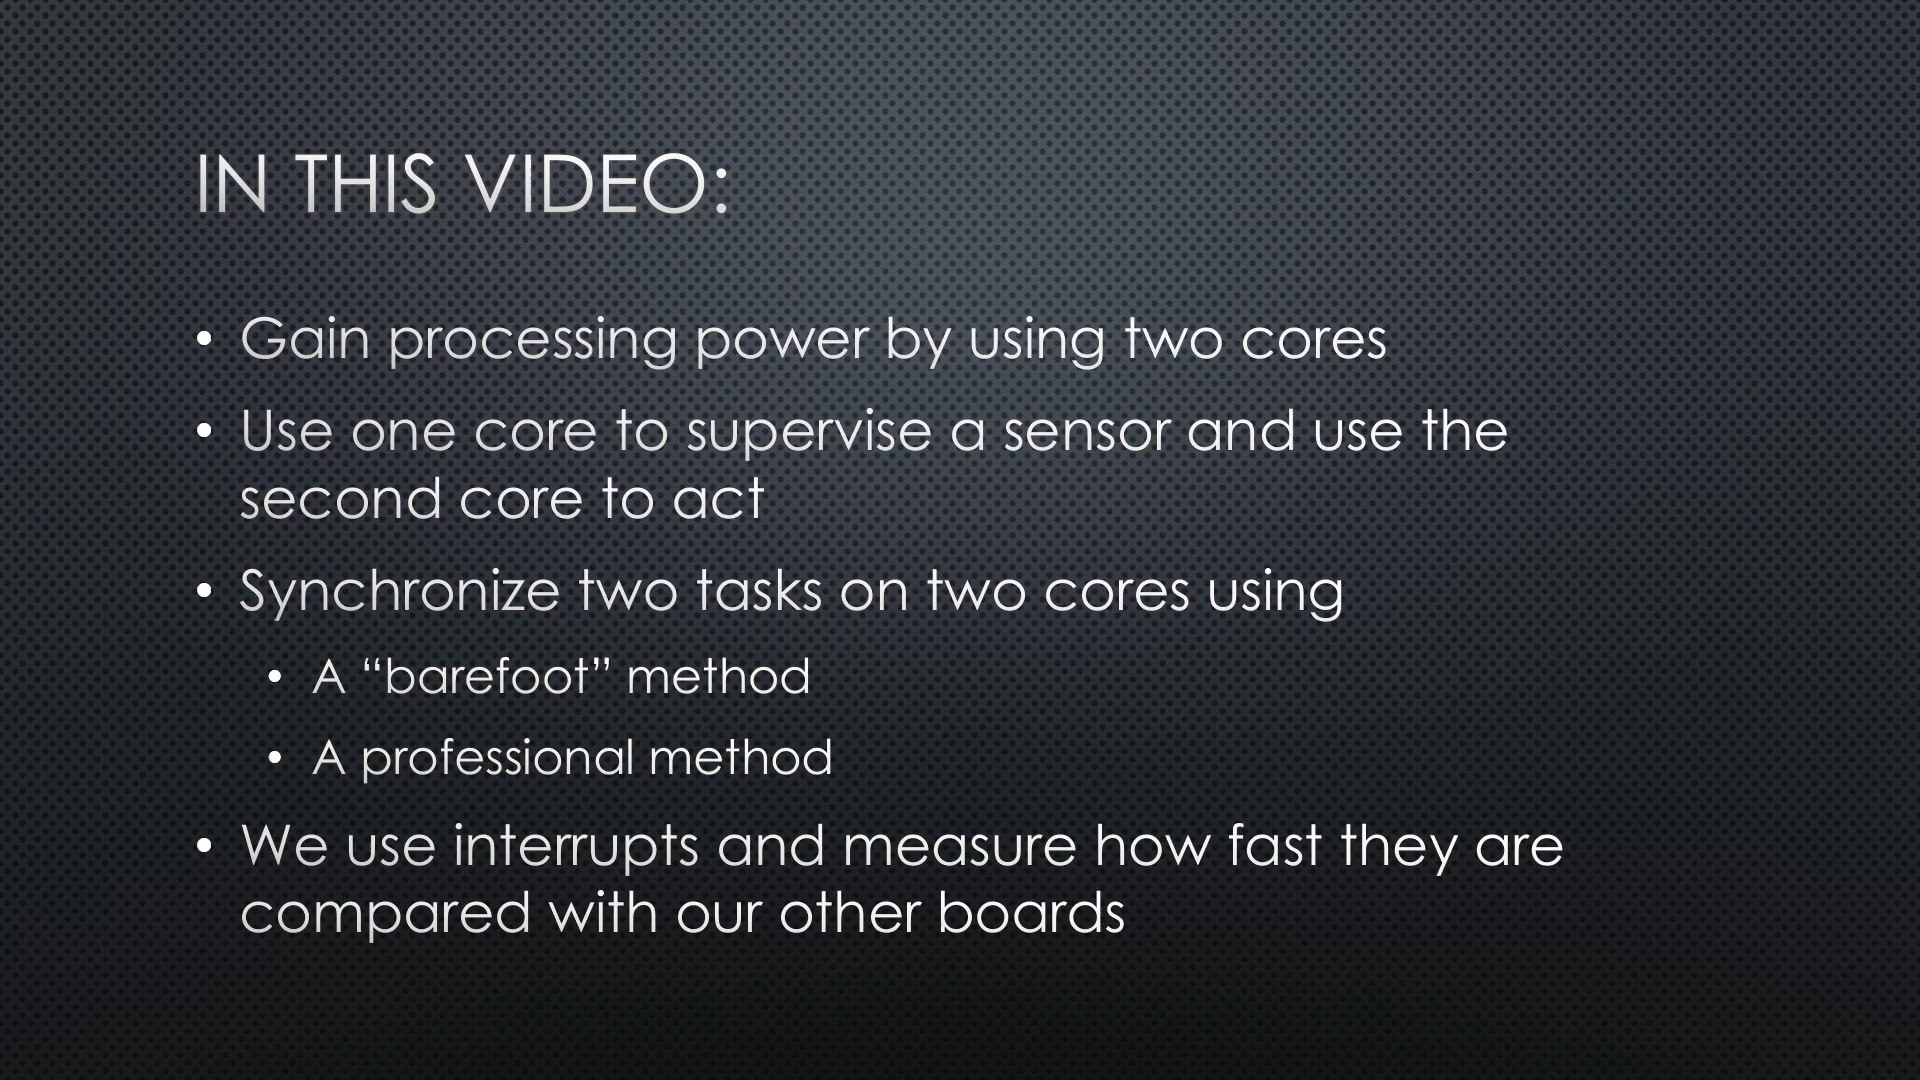 IN THIS VIDEO:
• Gain processing power by using two cores
• Use one core to supervise a sensor and use the
second core to act
• Synchronize two tasks on two cores using
• A “barefoot” method
• A professional method
• We use interrupts and measure how fast they are
compared with our other boards